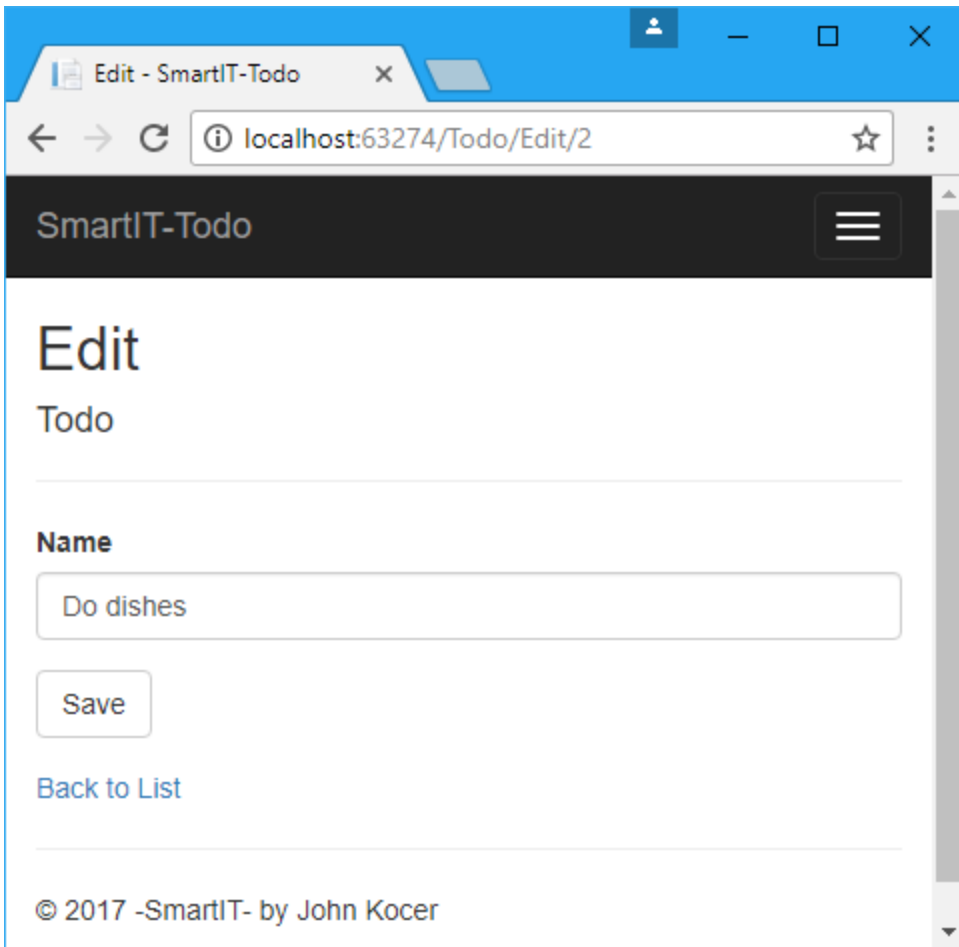 Edit - SmartIT-Todo
localhost:63274/Todo/Edit/2
SmartIT-Todo
Edit
Todo
Name
Do dishes
Save
Back to List
© 2017 -SmartIT- by John Kocer